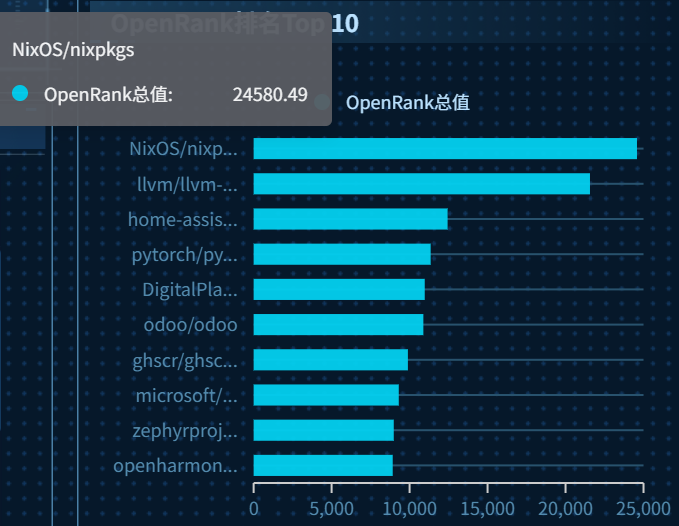 OpenRank排名Top 10
NixOS/nixpkgs
OpenRank总值: 24580.49
OpenRank总值
NixOS/nixp...
llvm/llvm-...
home-assis...
pytorch/py...
DigitalPla...
odoo/odoo
ghscr/ghsc...
microsoft/...
zephyrproj...
openharmon...
0 5,000 10,000 15,000 20,000 25,000